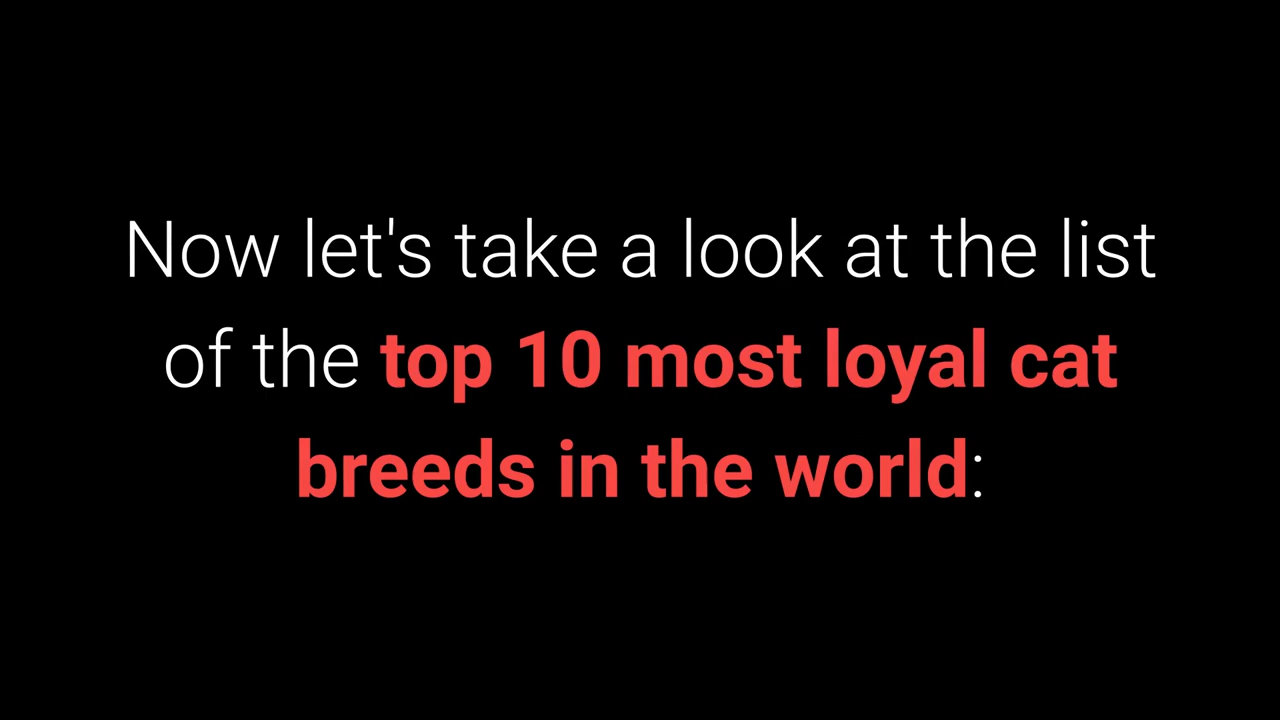 Now let's take a look at the list
of the top 10 most loyal cat
breeds in the world: